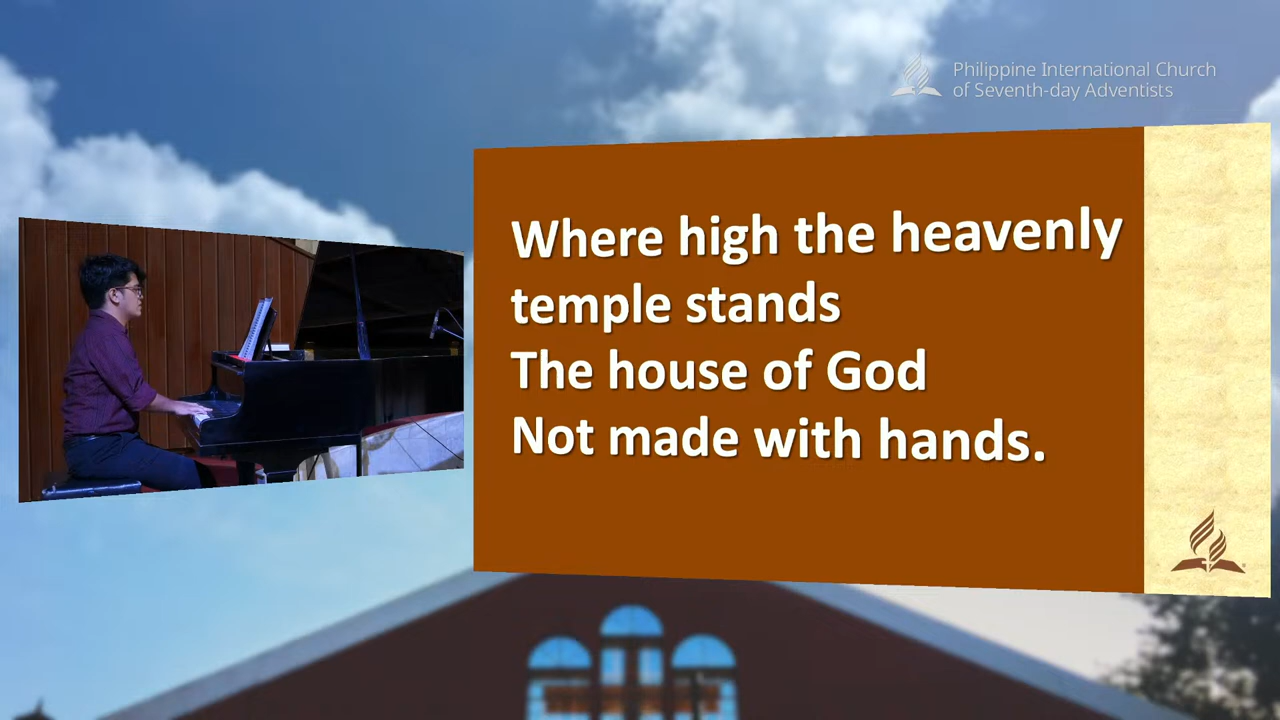 Philippine International Church
of Seventh-day Adventists
Where high the heavenly
temple stands
The house of God
Not made with hands.